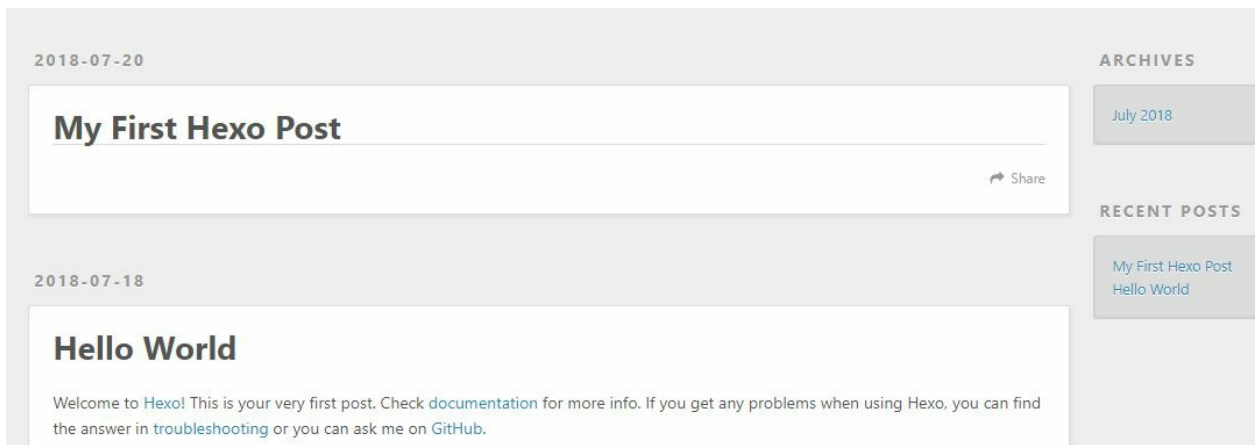 2018-07-20
My First Hexo Post
Share
2018-07-18
Hello World
Welcome to Hexo! This is your very first post. Check documentation for more info. If you get any problems when using Hexo, you can find
the answer in troubleshooting or you can ask me on GitHub.
ARCHIVES
July 2018
RECENT POSTS
My First Hexo Post
Hello World